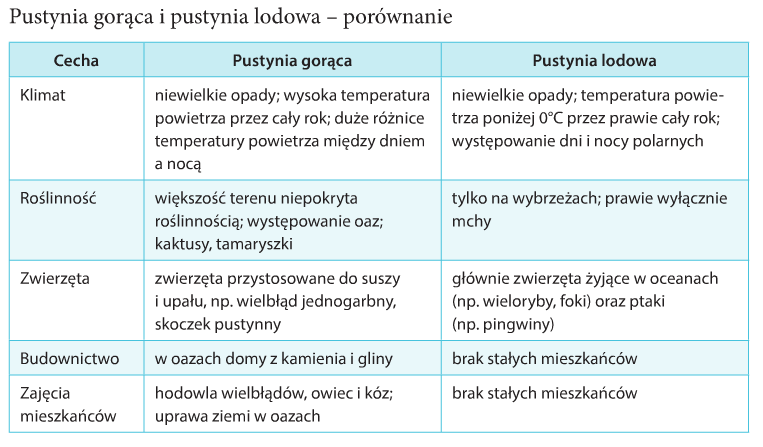 Pustynia gorąca i pustynia lodowa – porównanie
Cecha
Pustynia gorąca
Pustynia lodowa
Klimat
niewielkie opady; wysoka temperatura
powietrza przez cały rok; duże różnice
temperatury powietrza między dniem
a nocą
niewielkie opady; temperatura powie-
trza poniżej 0°C przez prawie cały rok;
występowanie dni i nocy polarnych
Roślinność
większość terenu niepokryta
roślinnością; występowanie oaz;
kaktusy, tamaryszki
tylko na wybrzeżach; prawie wyłącznie
mchy
Zwierzęta
zwierzęta przystosowane do suszy
i upału, np. wielbłąd jednogarbny,
skoczek pustynny
głównie zwierzęta żyjące w oceanach
(np. wieloryby, foki) oraz ptaki
(np. pingwiny)
Budownictwo
w oazach domy z kamienia i gliny
brak stałych mieszkańców
Zajęcia
mieszkańców
hodowla wielbłądów, owiec i kóz;
uprawa ziemi w oazach
brak stałych mieszkańców